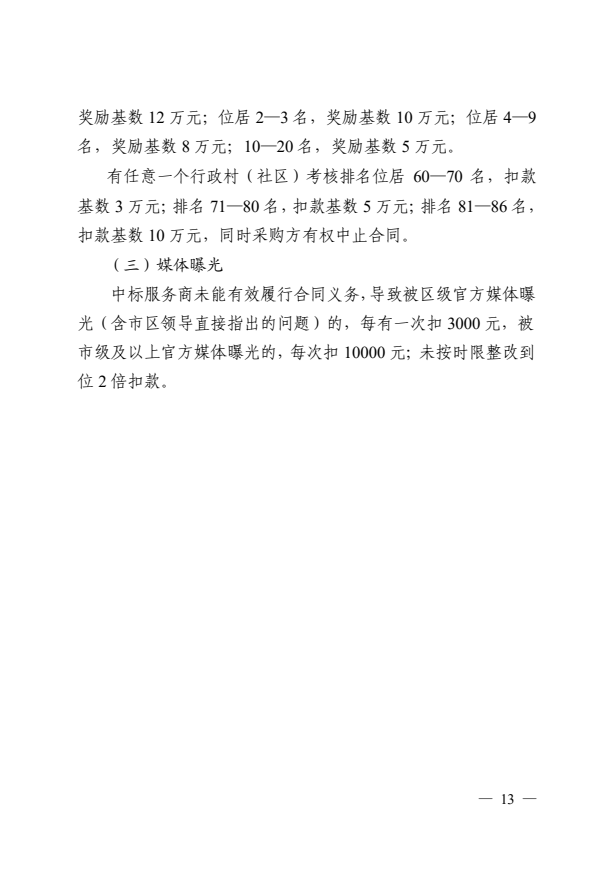 奖励基数 12 万元；位居 2—3 名，奖励基数 10 万元；位居 4—9
名，奖励基数 8 万元；10—20 名，奖励基数 5 万元。
有任意一个行政村（社区）考核排名位居 60—70 名，扣款
基数 3 万元；排名 71—80 名，扣款基数 5 万元；排名 81—86 名，
扣款基数 10 万元，同时采购方有权中止合同。
（三）媒体曝光
中标服务商未能有效履行合同义务，导致被区级官方媒体曝
光（含市区领导直接指出的问题）的，每有一次扣 3000 元，被
市级及以上官方媒体曝光的，每次扣 10000 元；未按时限整改到
位 2 倍扣款。
— 13 —